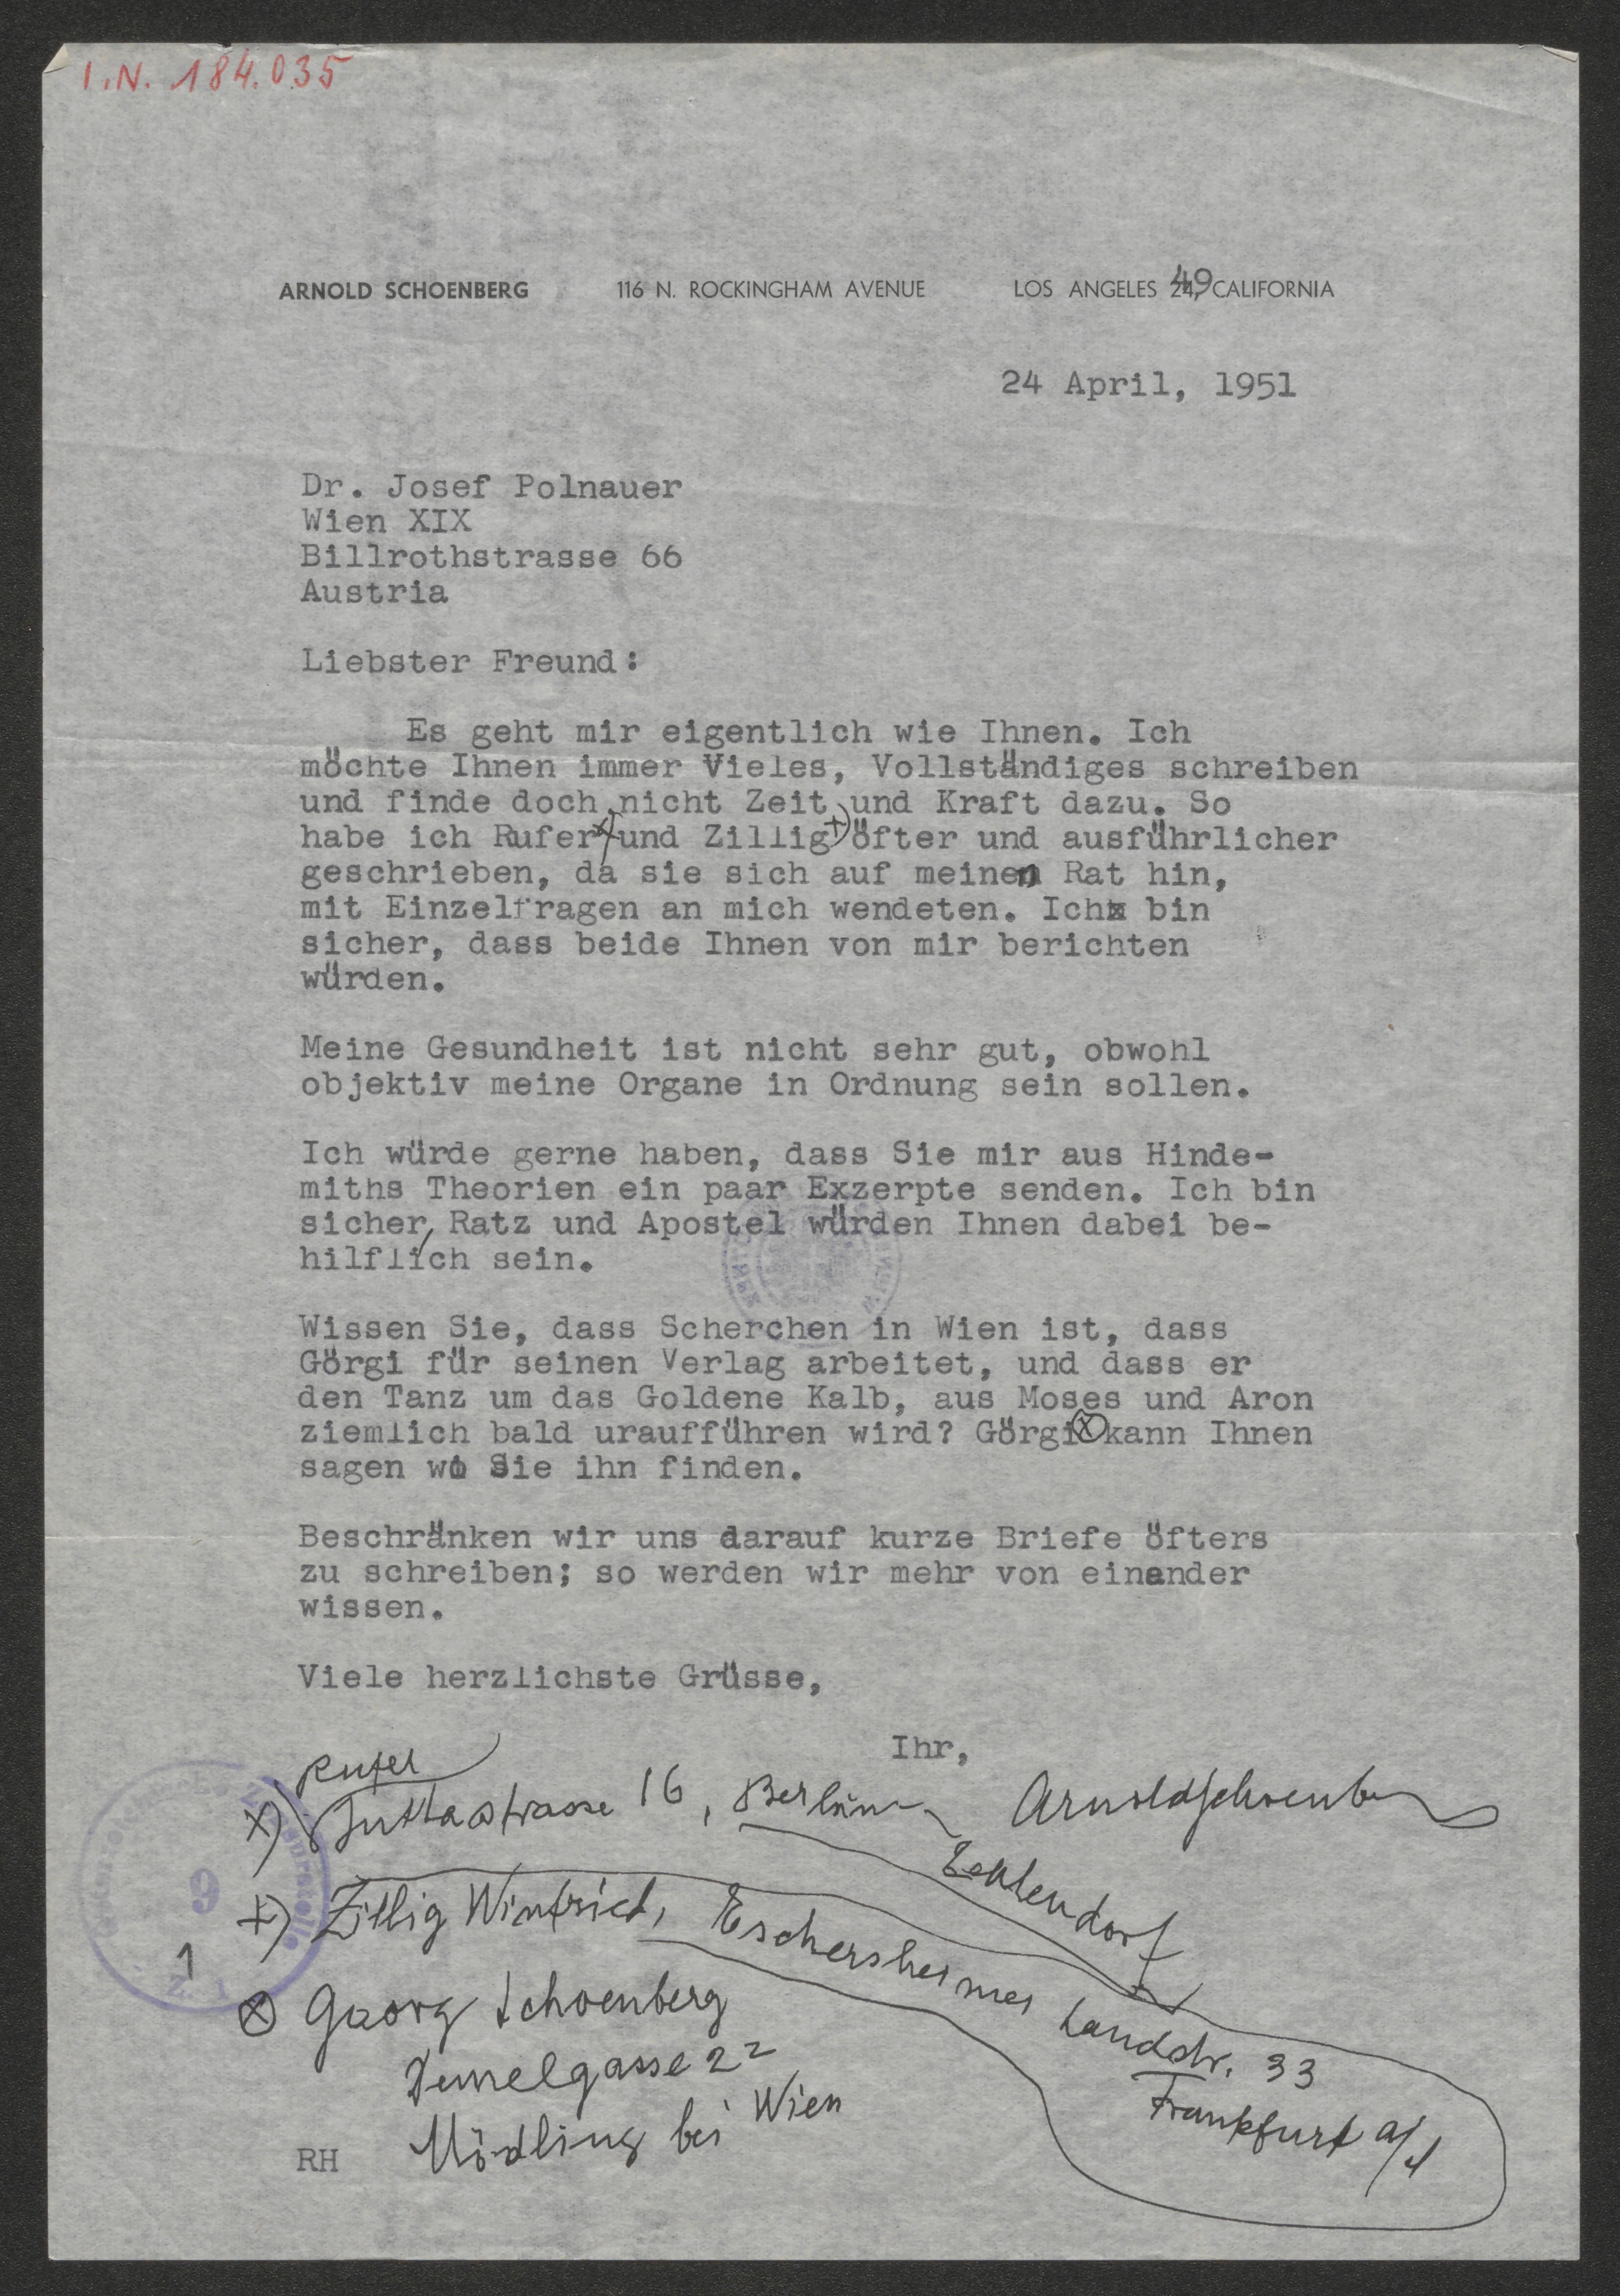 I.N. 184.035
ARNOLD SCHOENBERG 116 N. ROCKINGHAM AVENUE LOS ANGELES 49, CALIFORNIA
24 April, 1951
Dr. Josef Polnauer
Wien XIX
Billrothstrasse 66
Austria
Liebster Freund:
Es geht mir eigentlich wie Ihnen. Ich
möchte Ihnen immer Vieles, Vollständiges schreiben
und finde doch nicht Zeit und Kraft dazu. So
habe ich Rufer x) und Zillig +) öfter und ausführlicher
geschrieben, da sie sich auf meinen Rat hin,
mit Einzelfragen an mich wendeten. Ich bin
sicher, dass beide Ihnen von mir berichten
würden.
Meine Gesundheit ist nicht sehr gut, obwohl
objektiv meine Organe in Ordnung sein sollen.
Ich würde gerne haben, dass Sie mir aus Hinde-
miths Theorien ein paar Exzerpte senden. Ich bin
sicher, Ratz und Apostel würden Ihnen dabei be-
hilflich sein.
Wissen Sie, dass Scherchen in Wien ist, dass
Görgi für seinen Verlag arbeitet, und dass er
den Tanz um das Goldene Kalb, aus Moses und Aron
ziemlich bald uraufführen wird? Görgi ⊗ kann Ihnen
sagen wo Sie ihn finden.
Beschränken wir uns darauf kurze Briefe öfters
zu schreiben; so werden wir mehr von einander
wissen.
Viele herzlichste Grüsse,
Ihr,
Arnold Schoenberg
Rufer
x) Juttastrasse 16, Berlin
Zehlendorf
+) Zillig Winfried, Eschersheimer Landstr. 33
Frankfurt a/M
⊗ Georg Schoenberg
22
Mödling bei Wien
RH
9
1